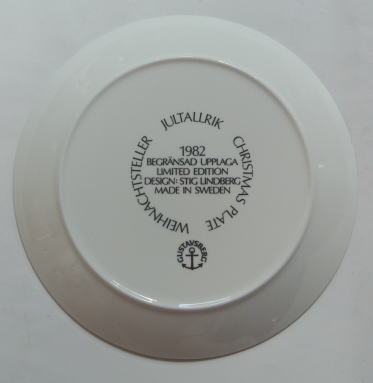 JULTALLRIK
CHRISTMAS PLATE
WEIHNACHTSTELLER
1982
BEGRÄNSAD UPPLAGA
LIMITED EDITION
DESIGN: STIG LINDBERG
MADE IN SWEDEN
GUSTAVSBERG